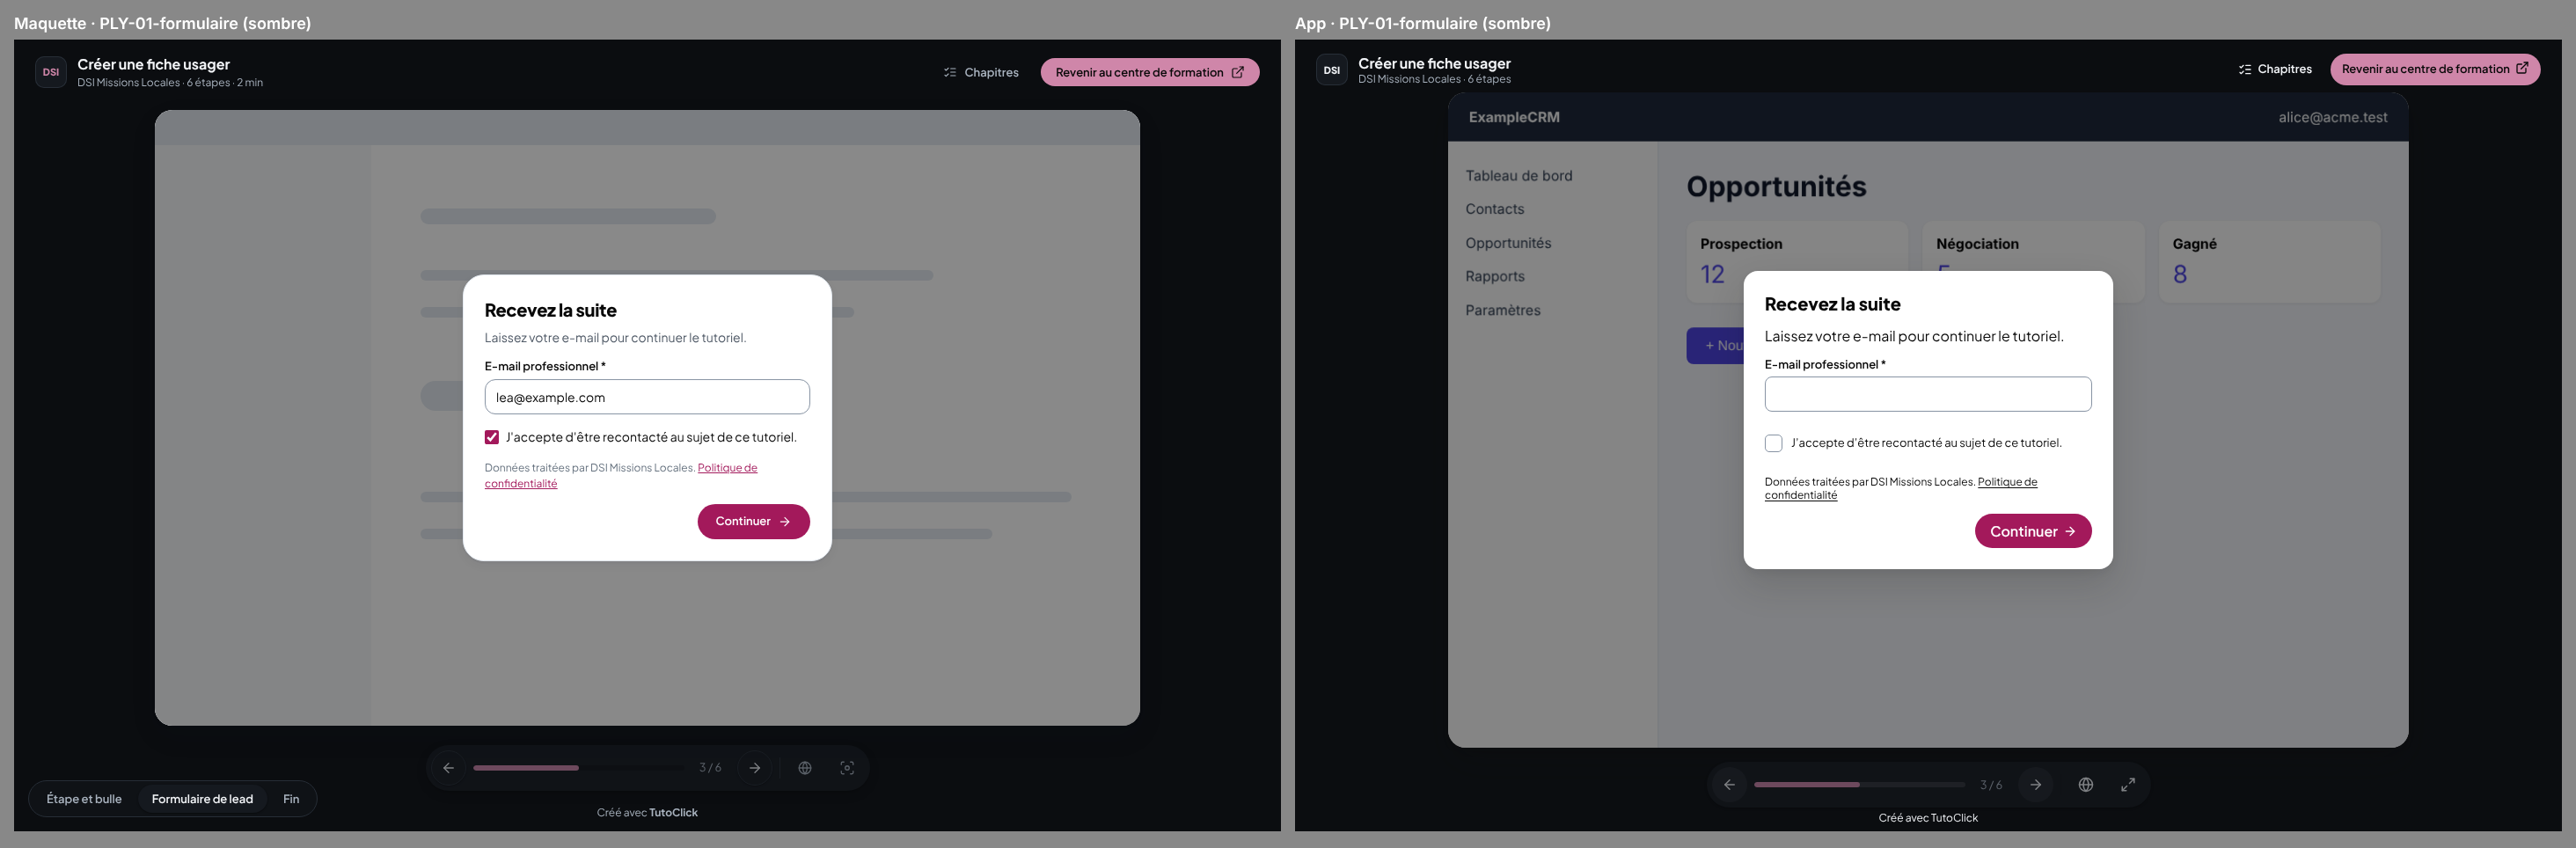 Maquette · PLY-01-formulaire (sombre)
DSI
Créer une fiche usager
DSI Missions Locales · 6 étapes · 2 min
Chapitres
Revenir au centre de formation
Recevez la suite
Laissez votre e-mail pour continuer le tutoriel.
E-mail professionnel *
lea@example.com
J'accepte d'être recontacté au sujet de ce tutoriel.
Données traitées par DSI Missions Locales. Politique de
confidentialité
Continuer
3 / 6
Étape et bulle
Formulaire de lead
Fin
Créé avec TutoClick
App · PLY-01-formulaire (sombre)
DSI
Créer une fiche usager
DSI Missions Locales · 6 étapes
Chapitres
Revenir au centre de formation
ExampleCRM
alice@acme.test
Tableau de bord
Contacts
Opportunités
Rapports
Paramètres
Opportunités
Prospection
12
Négociation
Gagné
8
+ Nou
Recevez la suite
Laissez votre e-mail pour continuer le tutoriel.
E-mail professionnel *
J'accepte d'être recontacté au sujet de ce tutoriel.
Données traitées par DSI Missions Locales. Politique de
confidentialité
Continuer
3 / 6
Créé avec TutoClick